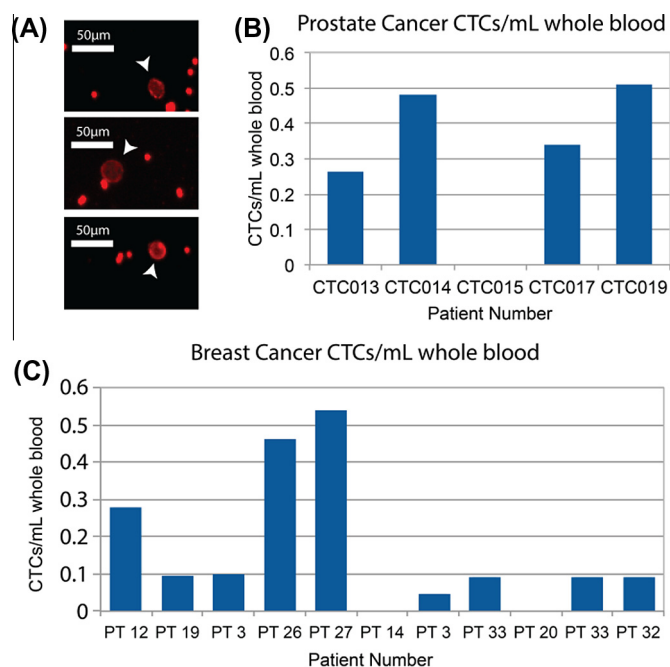 (A)
50µm
50µm
50µm
(B)
Prostate Cancer CTCs/mL whole blood
CTCs/mL whole blood
0.6
0.5
0.4
0.3
0.2
0.1
0
CTC013 CTC014 CTC015 CTC017 CTC019
Patient Number
(C)
Breast Cancer CTCs/mL whole blood
CTCs/mL whole blood
0.6
0.5
0.4
0.3
0.2
0.1
0
PT 12 PT 19 PT 3 PT 26 PT 27 PT 14 PT 3 PT 33 PT 20 PT 33 PT 32
Patient Number